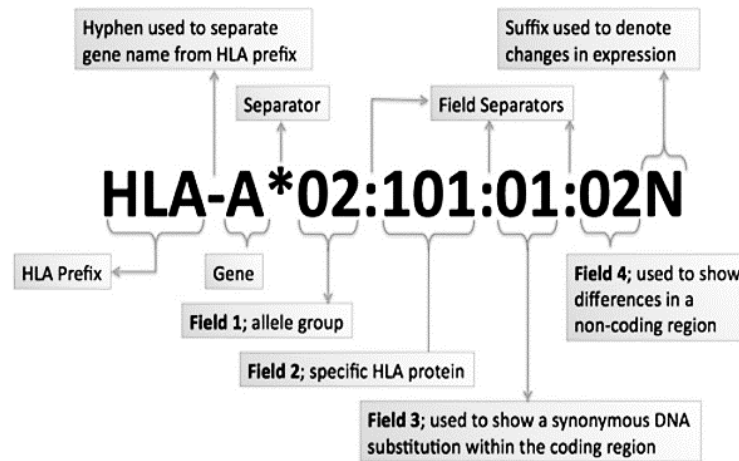 Hyphen used to separate
gene name from HLA prefix
Suffix used to denote
changes in expression
Separator
Field Separators
HLA-A*02:101:01:02N
HLA Prefix
Gene
Field 1; allele group
Field 2; specific HLA protein
Field 3; used to show a synonymous DNA
substitution within the coding region
Field 4; used to show
differences in a
non-coding region